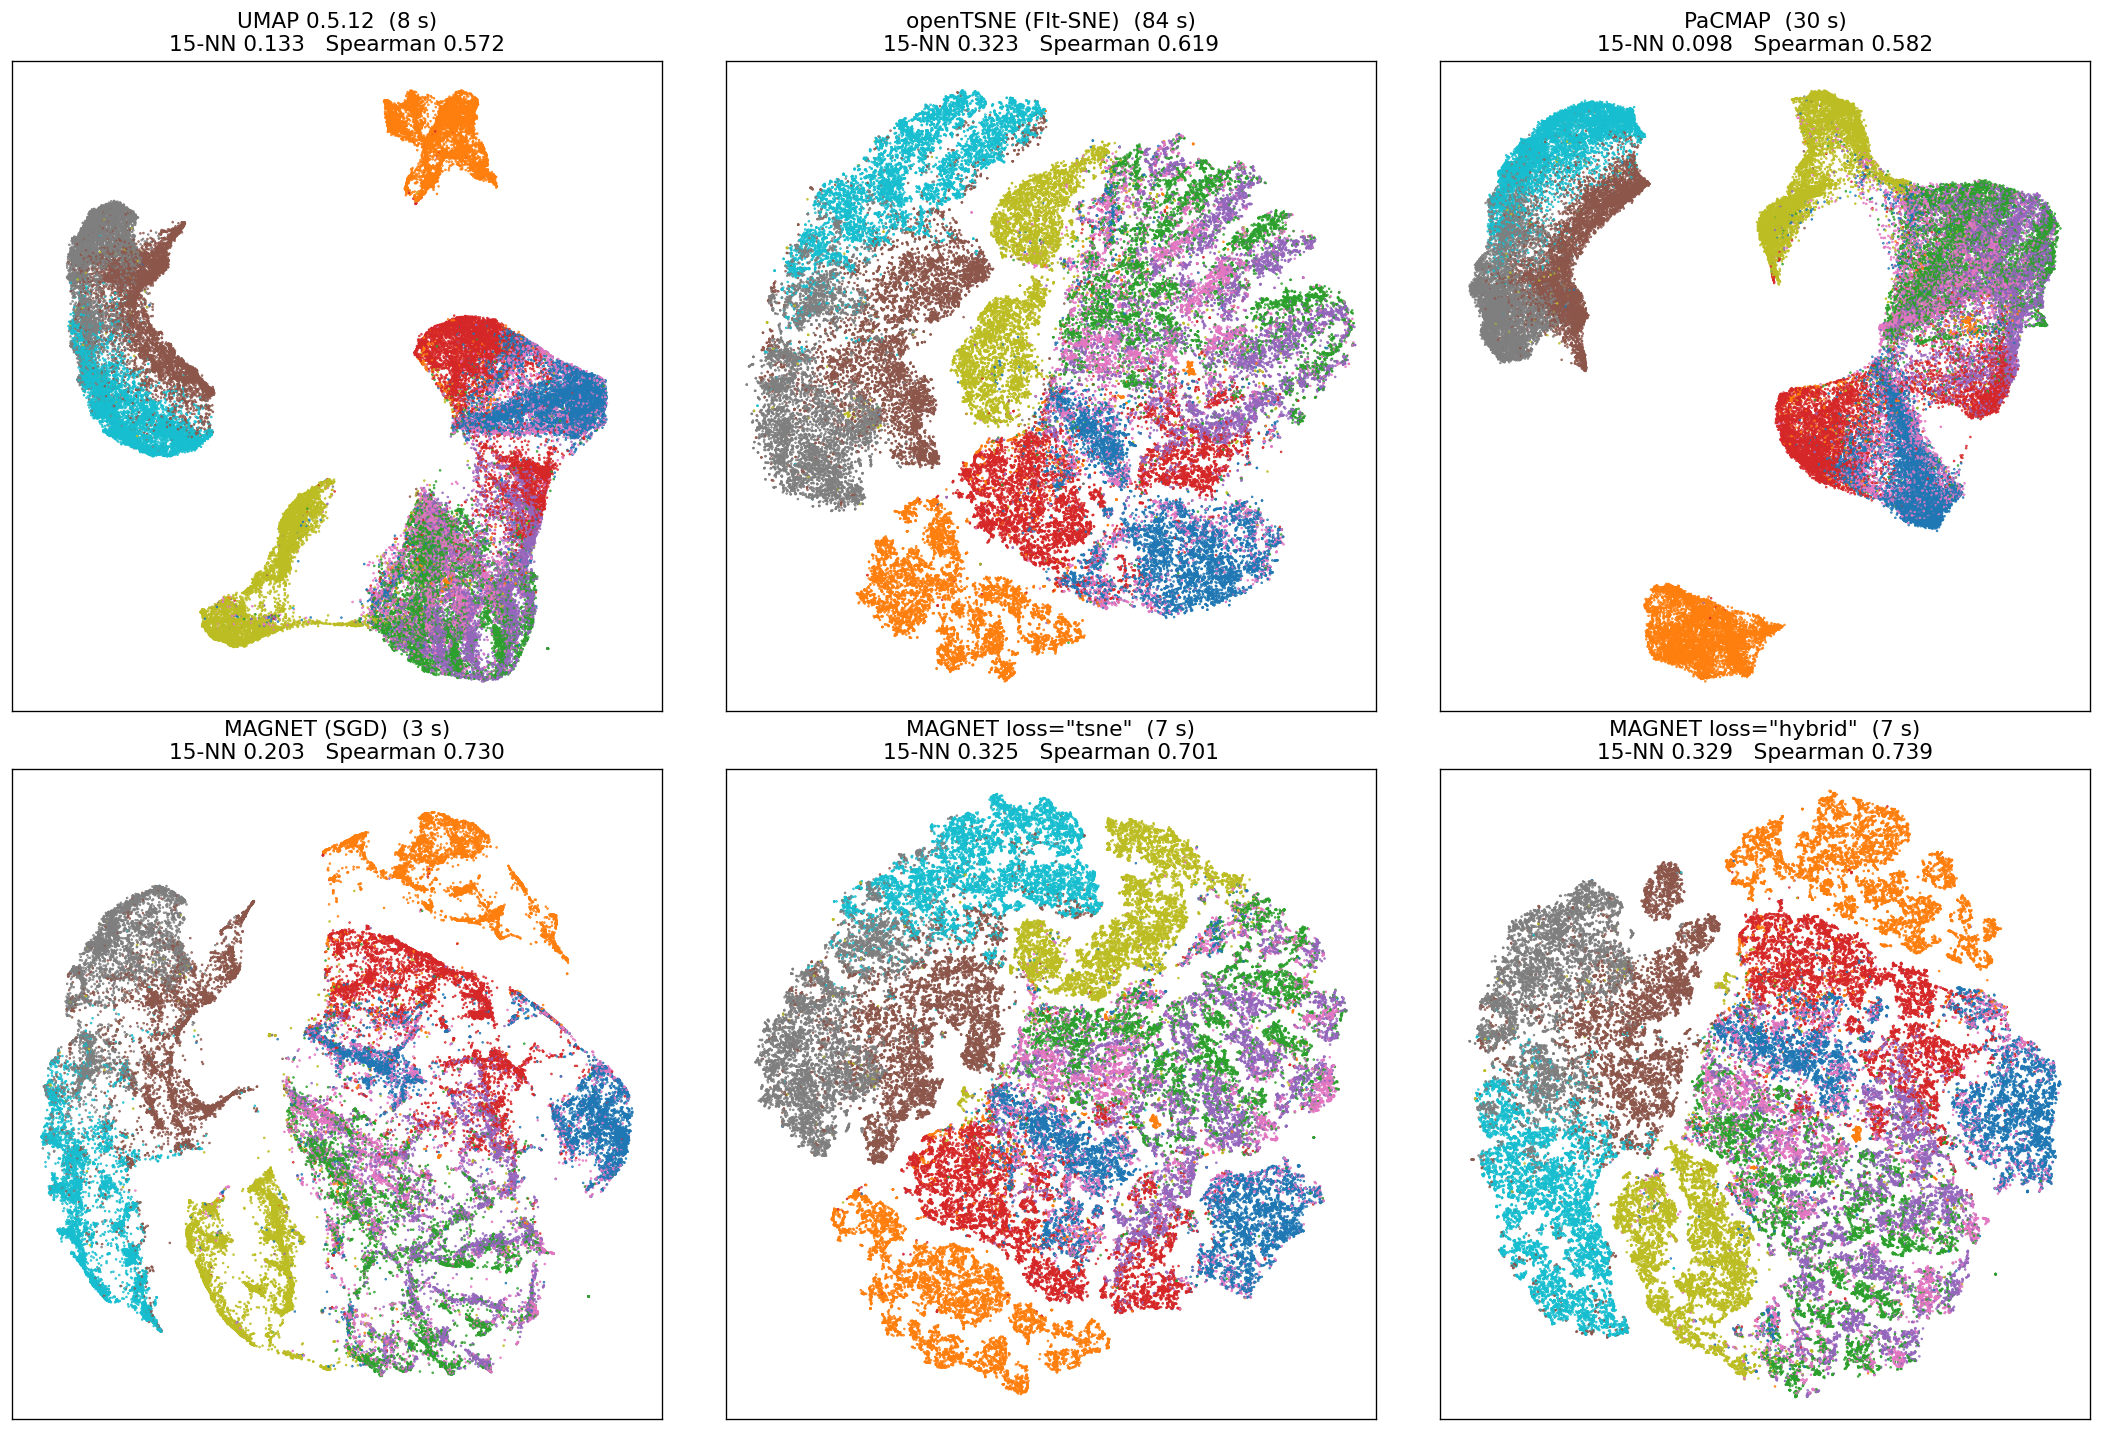 UMAP 0.5.12  (8 s)
15-NN 0.133   Spearman 0.572
openTSNE (FIt-SNE)  (84 s)
15-NN 0.323   Spearman 0.619
PaCMAP  (30 s)
15-NN 0.098   Spearman 0.582
MAGNET (SGD)  (3 s)
15-NN 0.203   Spearman 0.730
MAGNET loss="tsne"  (7 s)
15-NN 0.325   Spearman 0.701
MAGNET loss="hybrid"  (7 s)
15-NN 0.329   Spearman 0.739